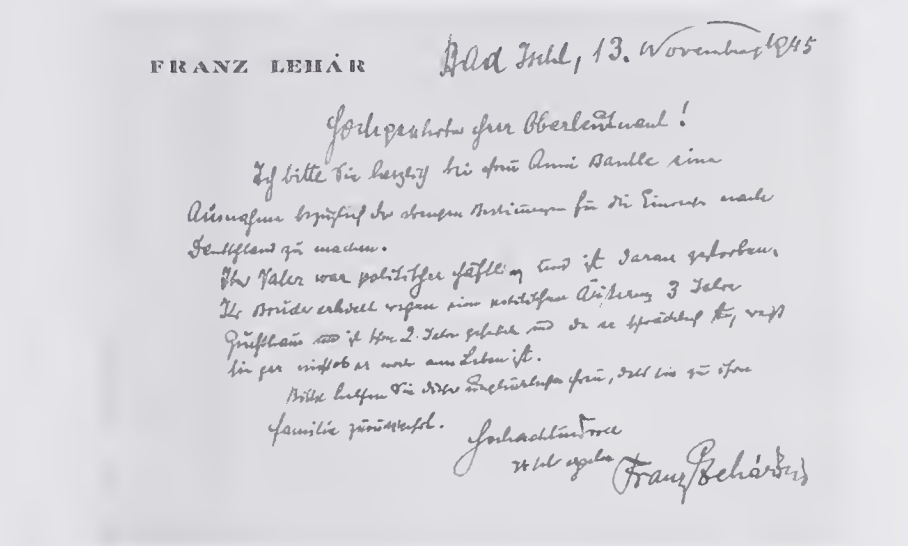 FRANZ LEHÁR
Bad Ischl, 13. November 1945
Hochgeehrter Herr Oberleutnant!
Ich bitte Sie herzlich bei Frau Anni Bandle eine
Ausnahme bezüglich der strengen Bestimmungen für die Einreise nach
Deutschland zu machen.
Ihr Vater war politischer Häftling und ist daran gestorben.
Ihr Bruder erhielt wegen einer politischen Äusserung 3 Jahre
Zuchthaus und ist schon 2 Jahre und da er, weiss
sie gar nicht ob er noch am Leben ist.
Bitte helfen Sie dieser unglücklichen Frau, dass sie zu ihrer
Familie zurückkehrt.
Hochachtungsvoll
Ihr sehr ergebener Franz Lehár